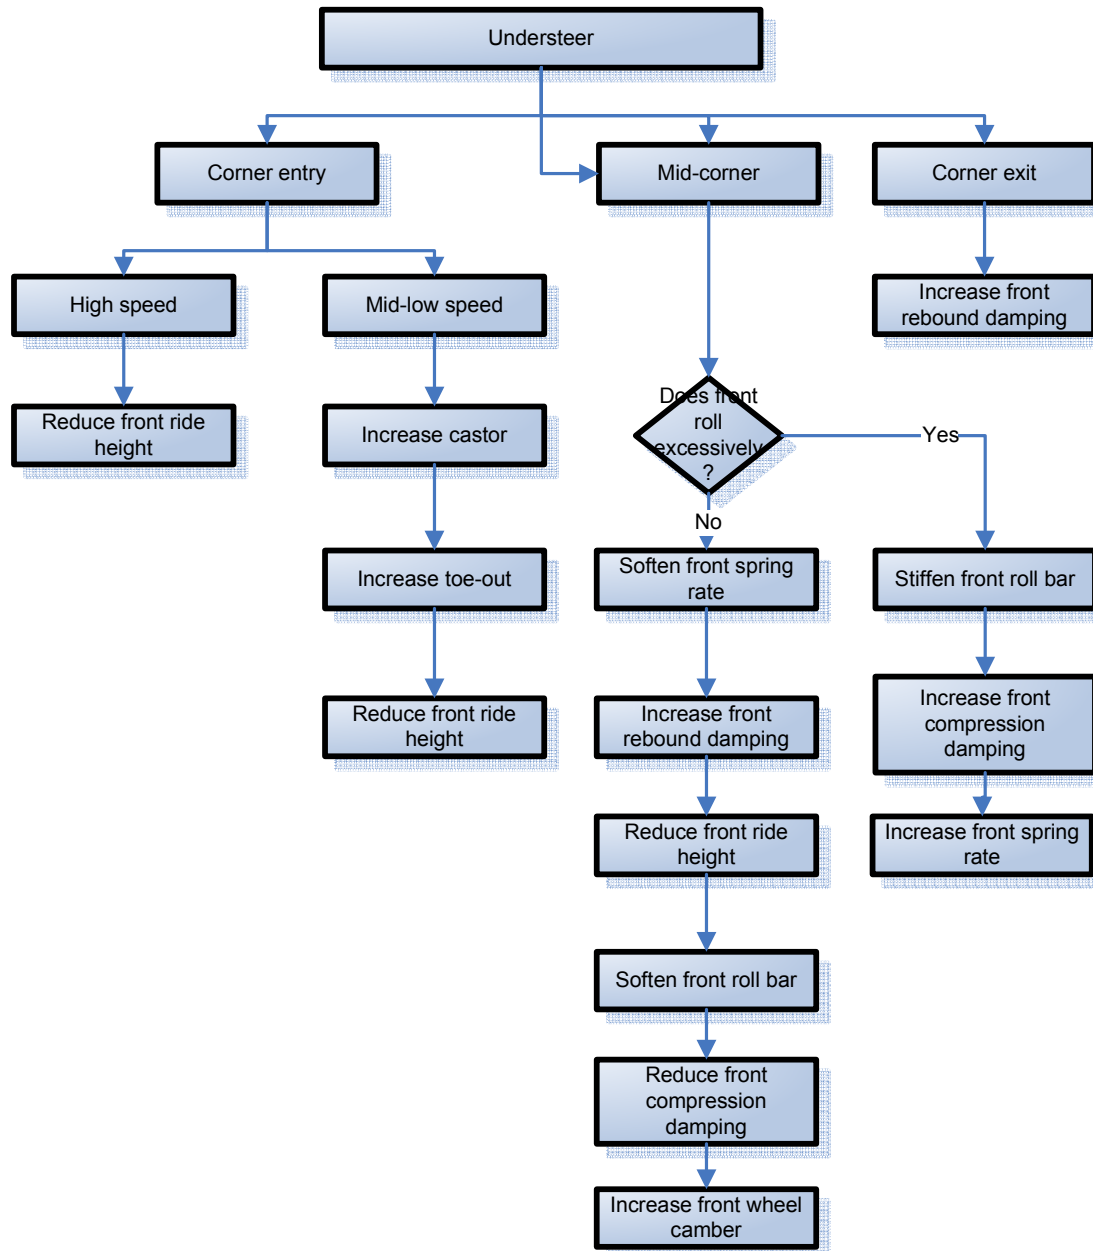 Understeer
Corner entry
Mid-corner
Corner exit
High speed
Mid-low speed
Increase front
rebound damping
Reduce front ride
height
Increase castor
Does front
roll
excessively
?
Yes
No
Increase toe-out
Soften front spring
rate
Stiffen front roll bar
Reduce front ride
height
Increase front
rebound damping
Increase front
compression
damping
Reduce front ride
height
Increase front spring
rate
Soften front roll bar
Reduce front
compression
damping
Increase front wheel
camber